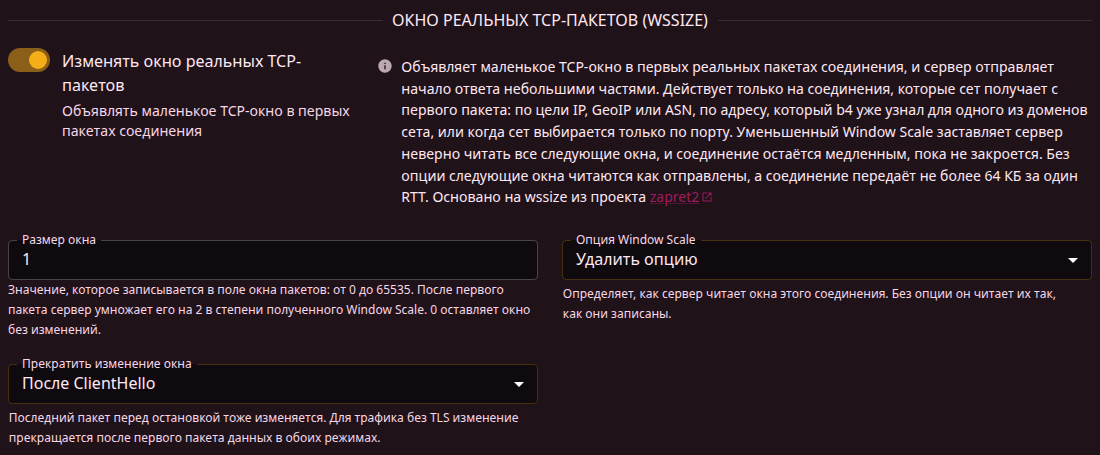 ОКНО РЕАЛЬНЫХ TCP-ПАКЕТОВ (WSSIZE)
Изменять окно реальных TCP-
пакетов
Объявлять маленькое TCP-окно в первых
пакетах соединения
Объявляет маленькое TCP-окно в первых реальных пакетах соединения, и сервер отправляет
начало ответа небольшими частями. Действует только на соединения, которые сет получает с
первого пакета: по цели IP, GeoIP или ASN, по адресу, который b4 уже узнал для одного из доменов
сета, или когда сет выбирается только по порту. Уменьшенный Window Scale заставляет сервер
неверно читать все следующие окна, и соединение остаётся медленным, пока не закроется. Без
опции следующие окна читаются как отправлены, а соединение передаёт не более 64 КБ за один
RTT. Основано на wssize из проекта zapret2
Размер окна
1
Значение, которое записывается в поле окна пакетов: от 0 до 65535. После первого
пакета сервер умножает его на 2 в степени полученного Window Scale. 0 оставляет окно
без изменений.
Опция Window Scale
Удалить опцию
Определяет, как сервер читает окна этого соединения. Без опции он читает их так,
как они записаны.
Прекратить изменение окна
После ClientHello
Последний пакет перед остановкой тоже изменяется. Для трафика без TLS изменение
прекращается после первого пакета данных в обоих режимах.